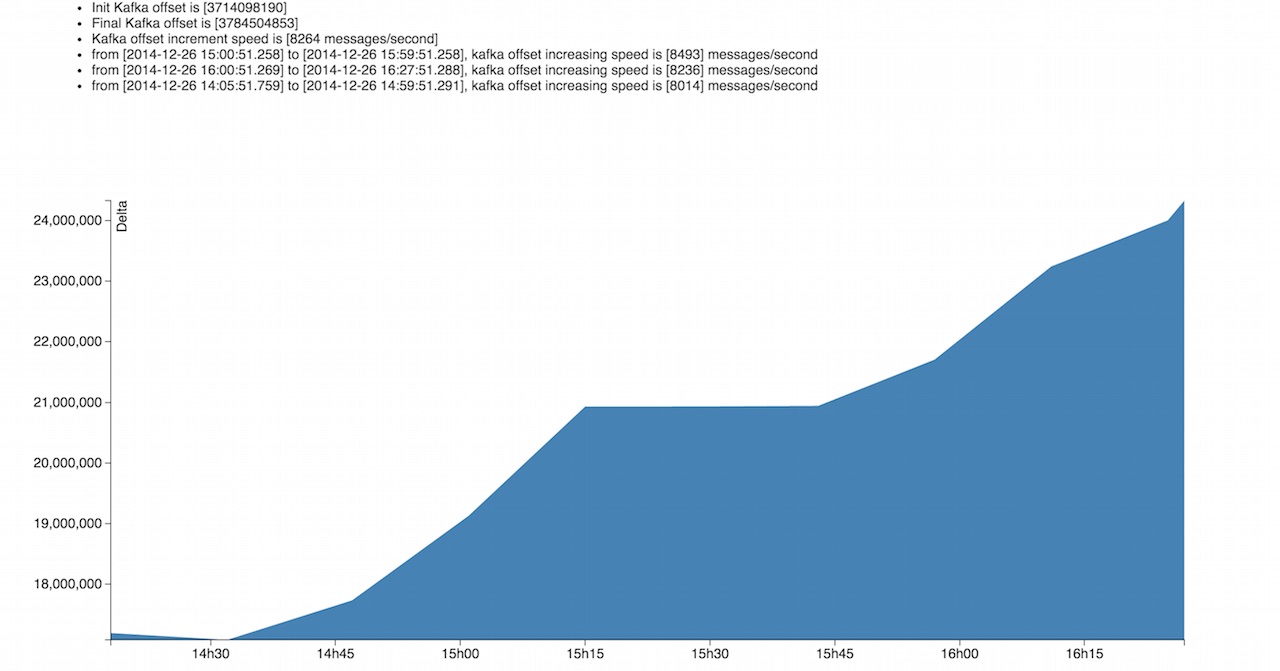 • Init Kafka offset is [3714098190]
• Final Kafka offset is [3784504853]
• Kafka offset increment speed is [8264 messages/second]
• from [2014-12-26 15:00:51.258] to [2014-12-26 15:59:51.258], kafka offset increasing speed is [8493] messages/second
• from [2014-12-26 16:00:51.269] to [2014-12-26 16:27:51.288], kafka offset increasing speed is [8236] messages/second
• from [2014-12-26 14:05:51.759] to [2014-12-26 14:59:51.291], kafka offset increasing speed is [8014] messages/second
Delta
24,000,000
23,000,000
22,000,000
21,000,000
20,000,000
19,000,000
18,000,000
14h30 14h45 15h00 15h15 15h30 15h45 16h00 16h15